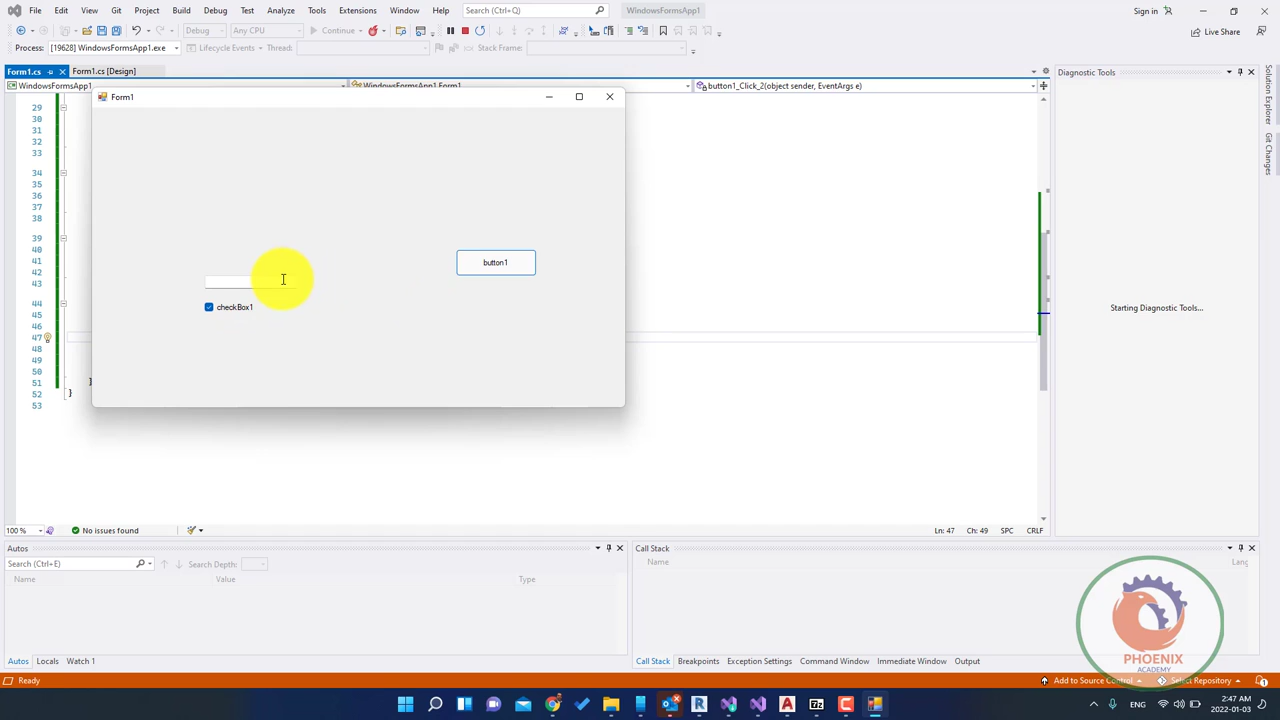 File Edit View Git Project Build Debug Test Analyze Tools Extensions Window Help Search (Ctrl+Q) WindowsFormsApp1 Sign in
Debug Any CPU Continue Live Share
Process: [19628] WindowsFormsApp1.exe Lifecycle Events Thread: Stack Frame:
Form1.cs Form1.cs [Design] Diagnostic Tools
WindowsFormsApp1 WindowsFormsApp1.Form1 button1_Click_2(object sender, EventArgs e)
Form1
Solution Explorer
Git Changes
29
30
31
32
33
34
35
36
37
38
39
40
41
42
43
44
45
46
47
48
49
50
51 }
52 }
53
button1
checkBox1
Starting Diagnostic Tools...
100 % No issues found Ln: 47 Ch: 49 SPC CRLF
Autos Call Stack
Search (Ctrl+E) Search Depth: Name Lang
Name Value Type
PHOENIX
ACADEMY
Autos Locals Watch 1 Call Stack Breakpoints Exception Settings Command Window Immediate Window Output
Ready Add to Source Control Select Repository
2:47 AM
2022-01-03